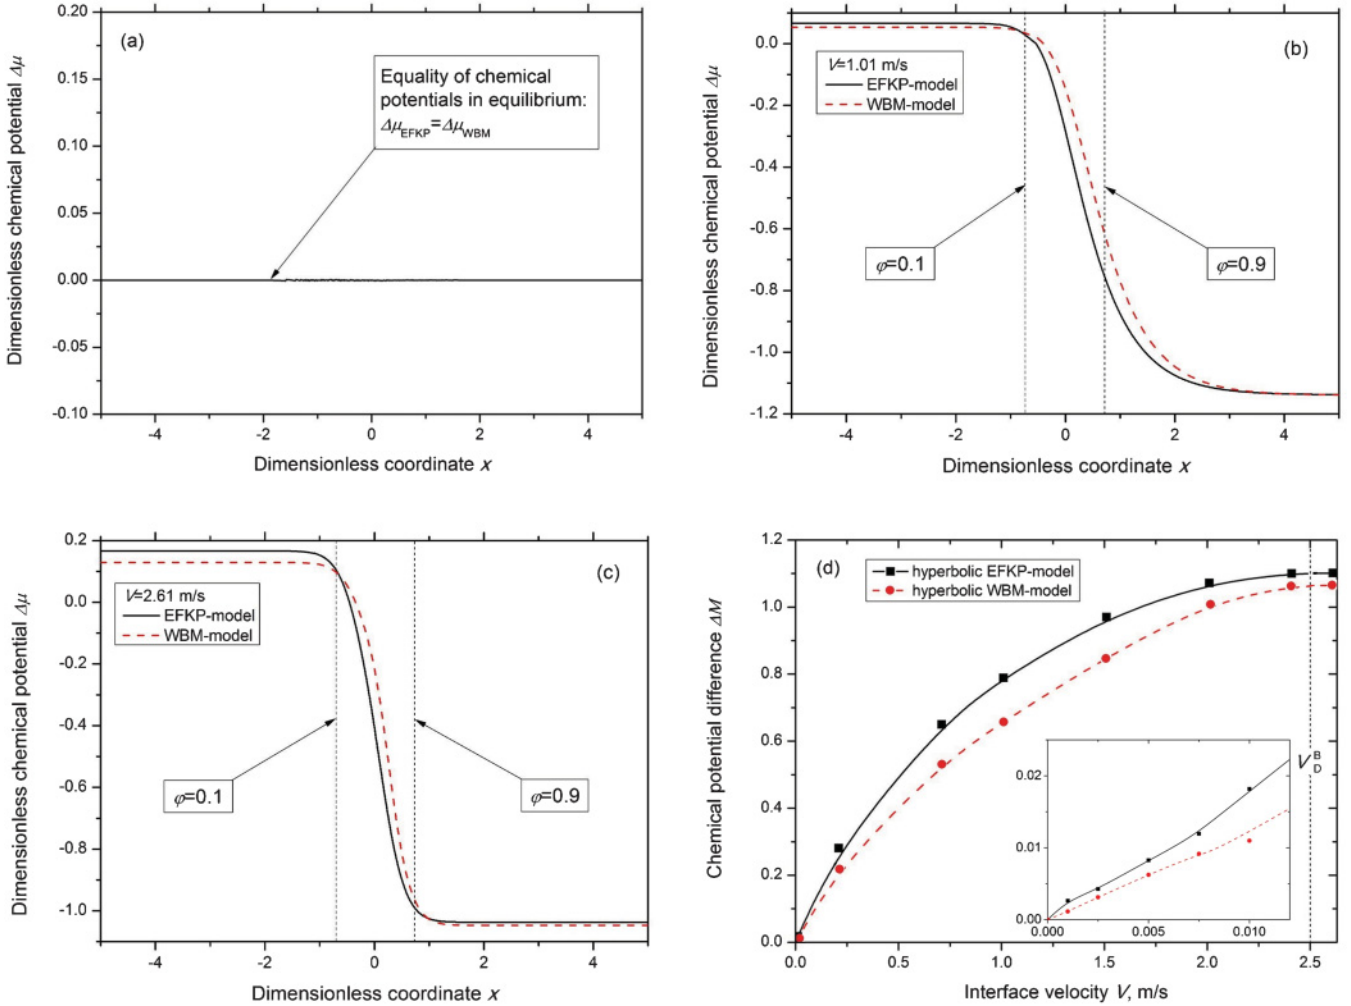 (a)
Equality of chemical
potentials in equilibrium:
Δμ_EFKP=Δμ_WBM
0.20
0.15
0.10
0.05
0.00
-0.05
-0.10
-4
-2
0
2
4
Dimensionless chemical potential Δμ
Dimensionless coordinate x
(b)
V=1.01 m/s
EFKP-model
WBM-model
φ=0.1
φ=0.9
0.0
-0.2
-0.4
-0.6
-0.8
-1.0
-1.2
-4
-2
0
2
4
Dimensionless chemical potential Δμ
Dimensionless coordinate x
(c)
V=2.61 m/s
EFKP-model
WBM-model
φ=0.1
φ=0.9
0.2
0.0
-0.2
-0.4
-0.6
-0.8
-1.0
-4
-2
0
2
4
Dimensionless chemical potential Δμ
Dimensionless coordinate x
(d)
hyperbolic EFKP-model
hyperbolic WBM-model
1.2
1.0
0.8
0.6
0.4
0.2
0.0
0.0
0.5
1.0
1.5
2.0
2.5
Chemical potential difference ΔM
Interface velocity V, m/s
0.02
0.01
0.00
0.000
0.005
0.010
V_D^B